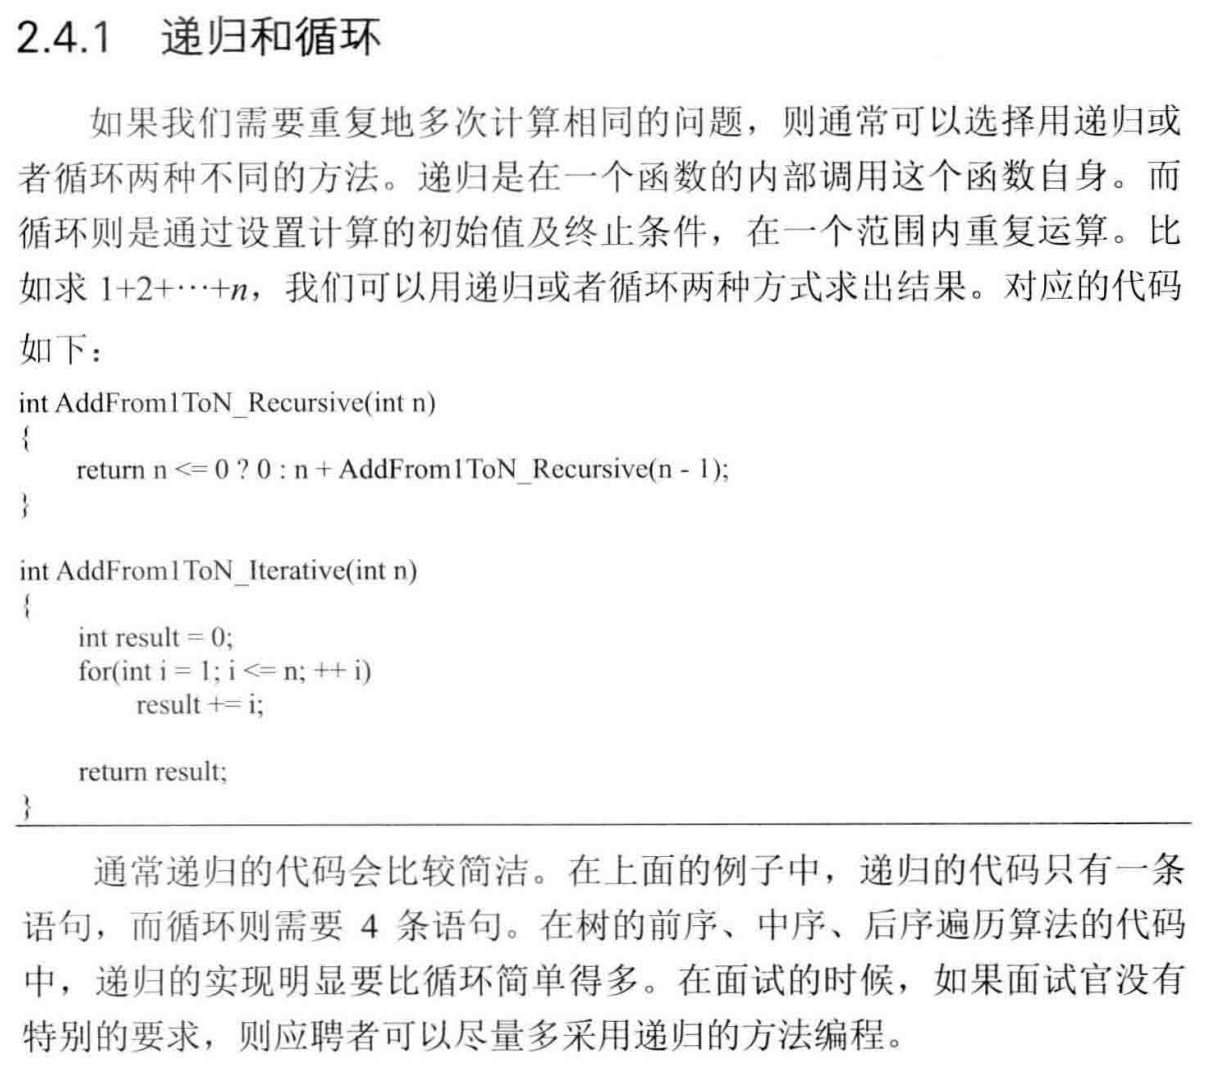 2.4.1 递归和循环
如果我们需要重复地多次计算相同的问题，则通常可以选择用递归或
者循环两种不同的方法。递归是在一个函数的内部调用这个函数自身。而
循环则是通过设置计算的初始值及终止条件，在一个范围内重复运算。比
如求 1+2+⋯+n，我们可以用递归或者循环两种方式求出结果。对应的代码
如下：
int AddFrom1ToN_Recursive(int n)
{
return n <= 0 ? 0 : n + AddFrom1ToN_Recursive(n - 1);
}
int AddFrom1ToN_Iterative(int n)
{
int result = 0;
for(int i = 1; i <= n; ++ i)
result += i;
return result;
}
通常递归的代码会比较简洁。在上面的例子中，递归的代码只有一条
语句，而循环则需要 4 条语句。在树的前序、中序、后序遍历算法的代码
中，递归的实现明显要比循环简单得多。在面试的时候，如果面试官没有
特别的要求，则应聘者可以尽量多采用递归的方法编程。